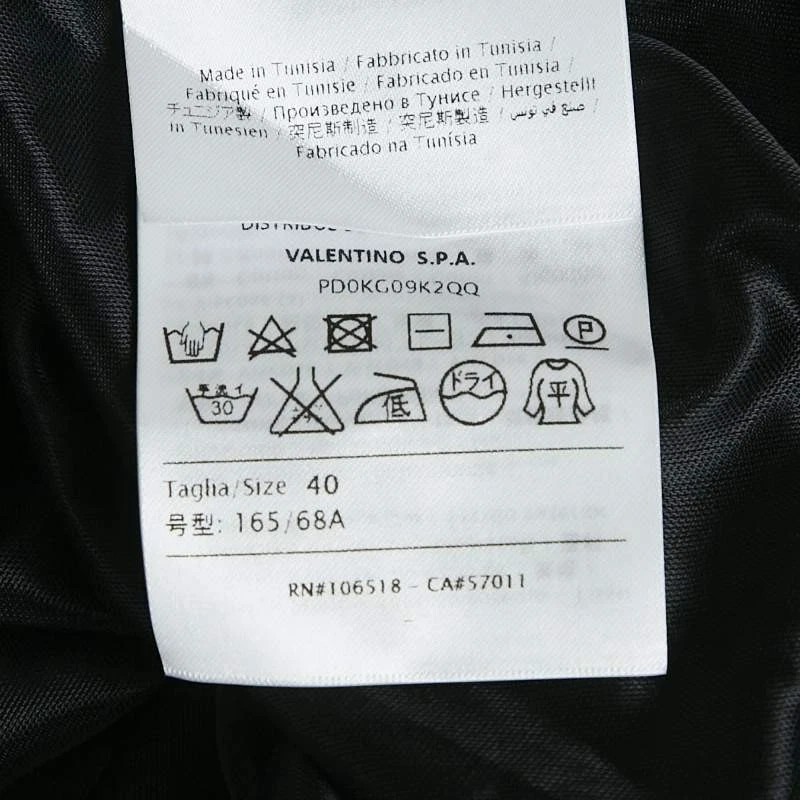 Made in Tunisia / Fabbricato in Tunisia /
Fabriqué en Tunisie / Fabricado en Tunisia /
チュニジア製 / Произведено в Тунисе / Hergestellt
in Tunesien / 突尼斯制造 / 突尼斯製造 / صنع في تونس /
Fabricado na Tunísia
VALENTINO S.P.A.
PD0KG09K2QQ
P
手洗イ
30
低
ドライ
平
Taglia/Size 40
号型: 165/68A
RN#106518 - CA#57011